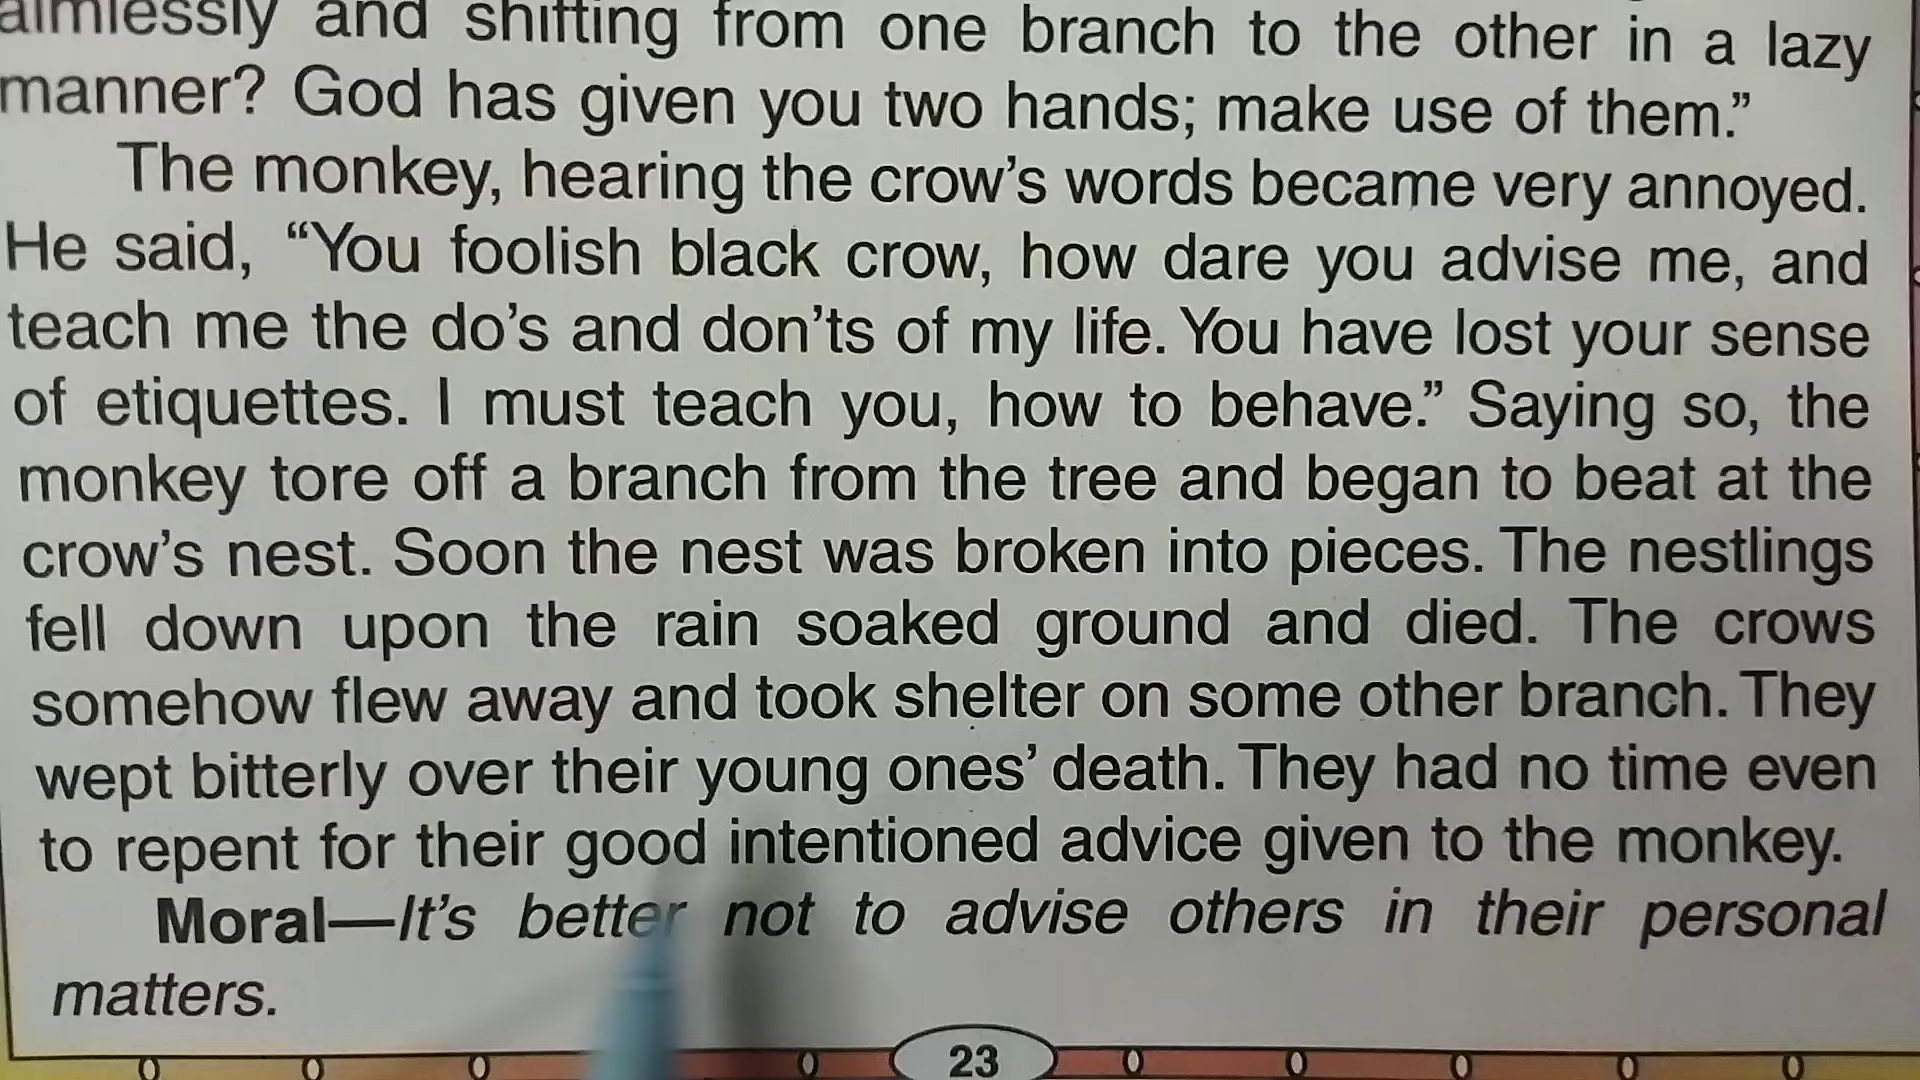 aimlessly and shifting from one branch to the other in a lazy
manner? God has given you two hands; make use of them.”
The monkey, hearing the crow’s words became very annoyed.
He said, “You foolish black crow, how dare you advise me, and
teach me the do’s and don’ts of my life. You have lost your sense
of etiquettes. I must teach you, how to behave.” Saying so, the
monkey tore off a branch from the tree and began to beat at the
crow’s nest. Soon the nest was broken into pieces. The nestlings
fell down upon the rain soaked ground and died. The crows
somehow flew away and took shelter on some other branch. They
wept bitterly over their young ones’ death. They had no time even
to repent for their good intentioned advice given to the monkey.
Moral—It’s better not to advise others in their personal
matters.
23